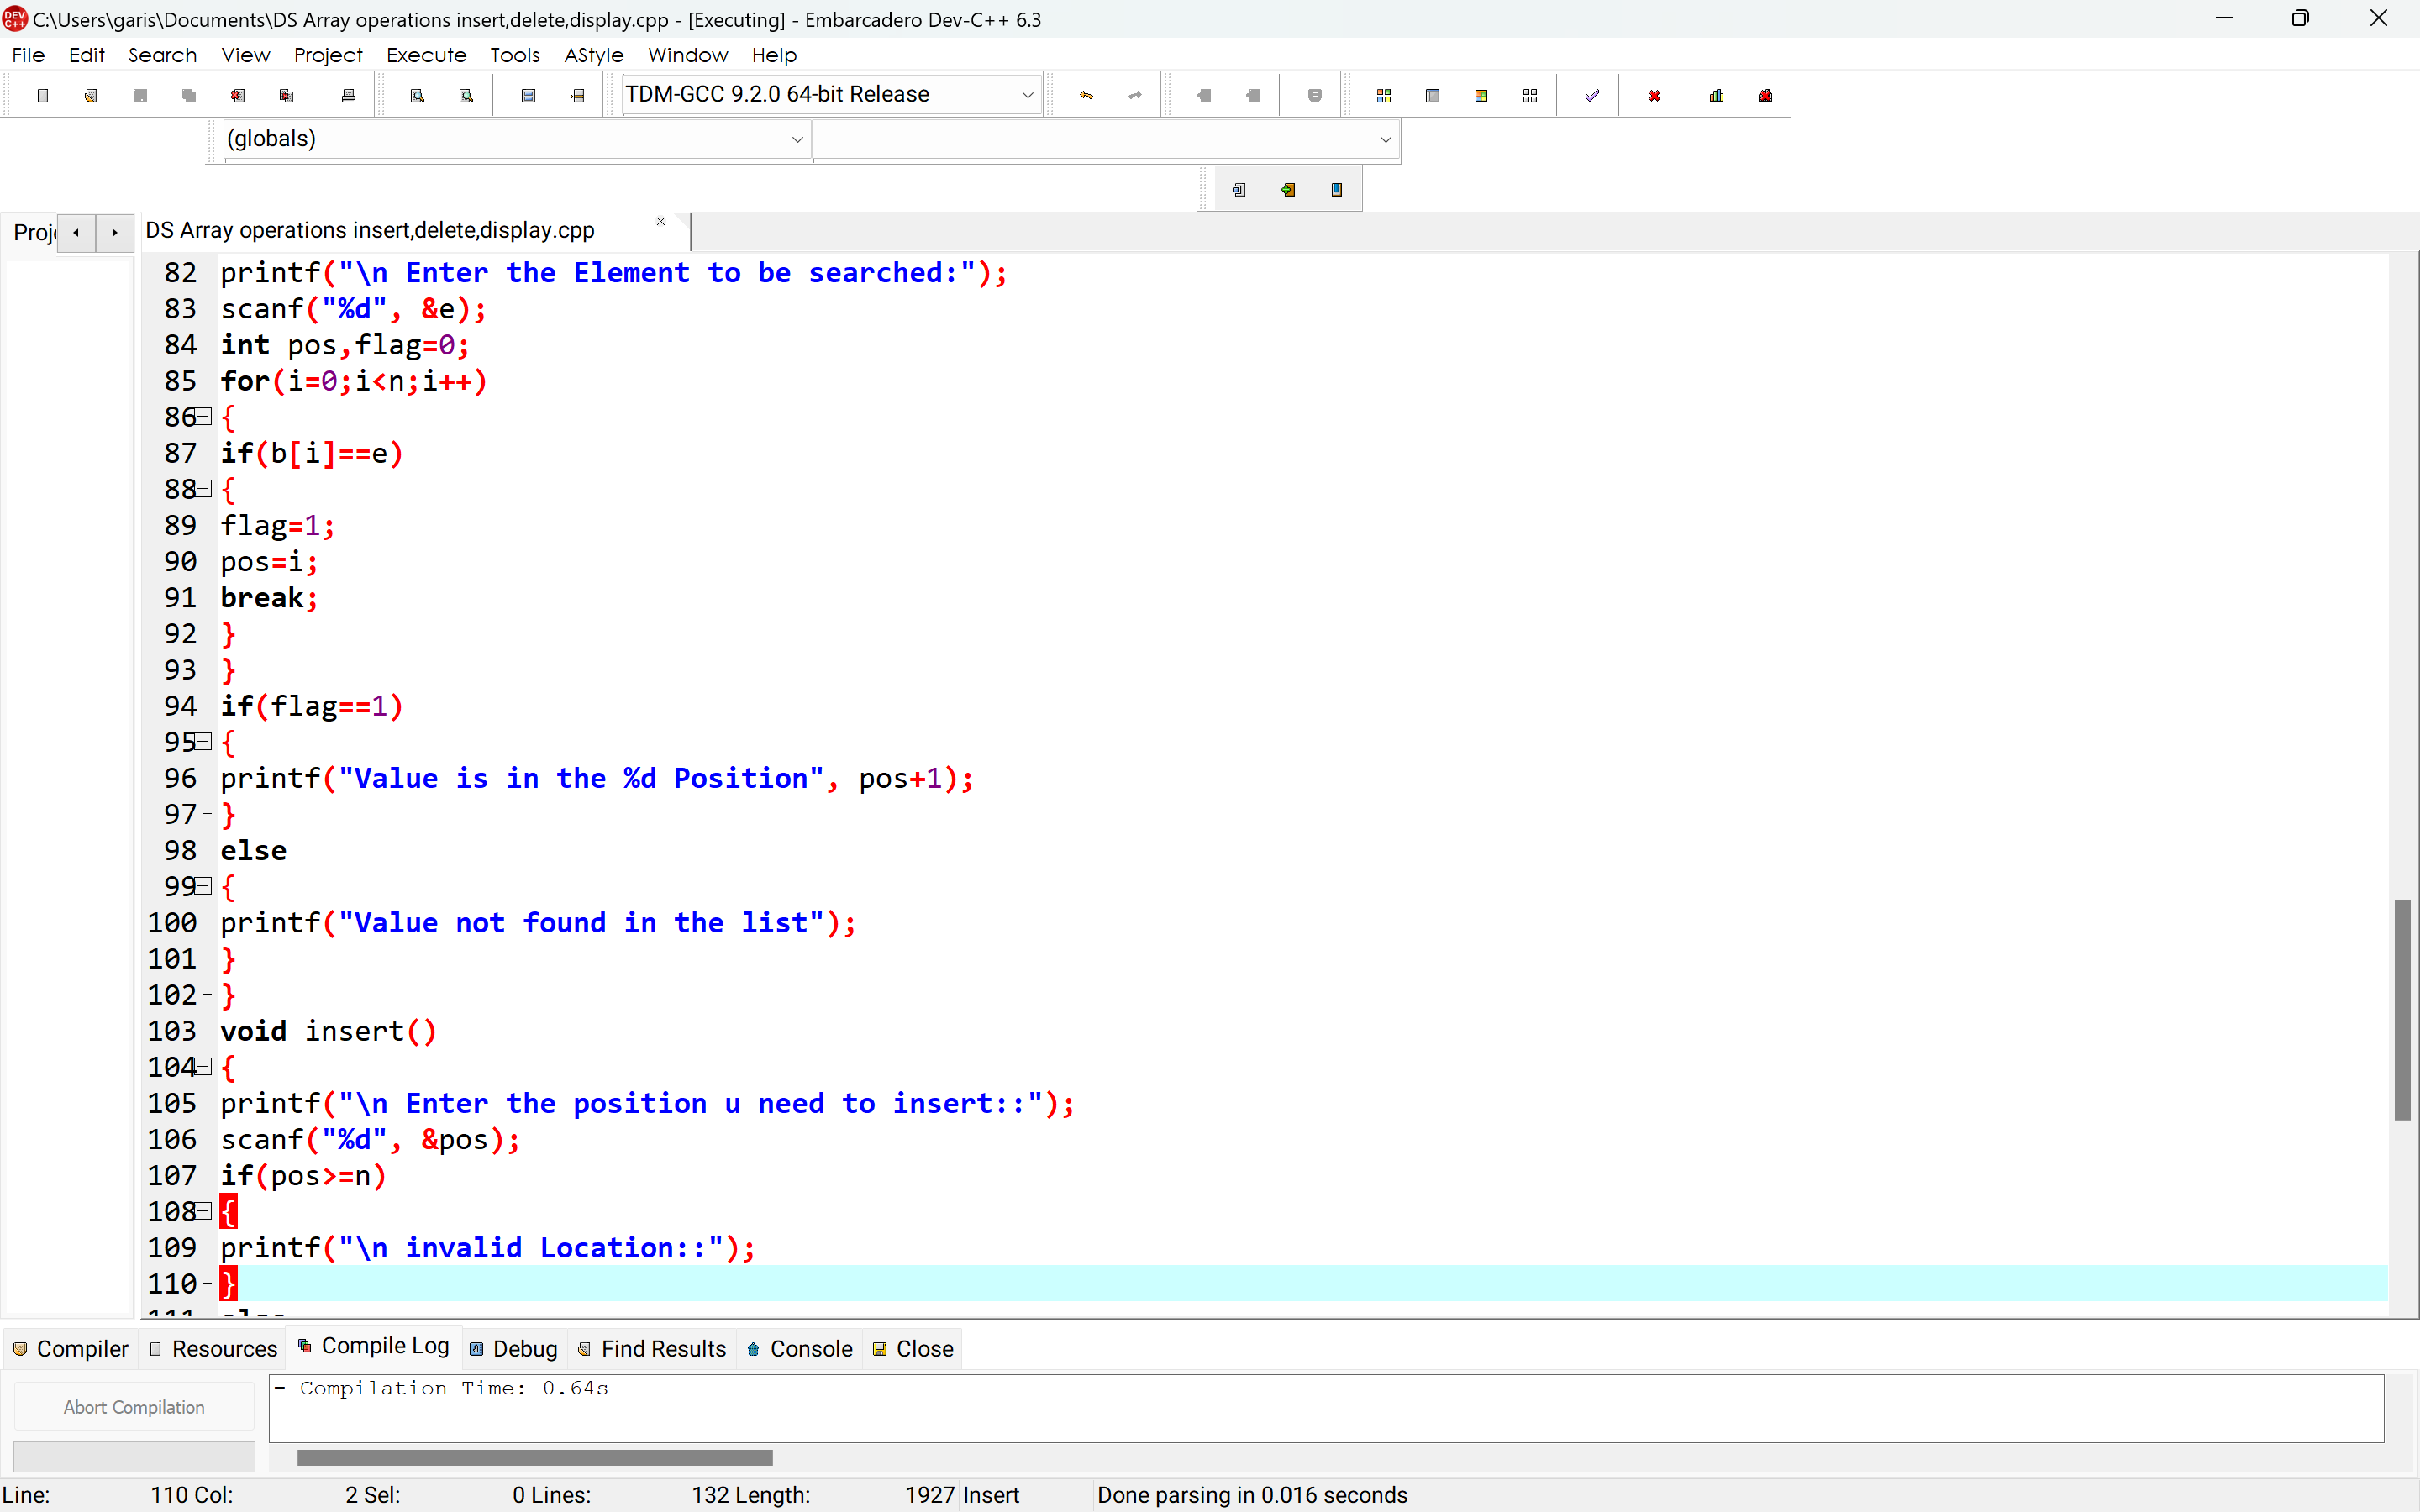 C:\Users\garis\Documents\DS Array operations insert,delete,display.cpp - [Executing] - Embarcadero Dev-C++ 6.3
File Edit Search View Project Execute Tools AStyle Window Help
TDM-GCC 9.2.0 64-bit Release
(globals)
DS Array operations insert,delete,display.cpp
82 printf("\n Enter the Element to be searched:");
83 scanf("%d", &e);
84 int pos,flag=0;
85 for(i=0;i<n;i++)
86 {
87 if(b[i]==e)
88 {
89 flag=1;
90 pos=i;
91 break;
92 }
93 }
94 if(flag==1)
95 {
96 printf("Value is in the %d Position", pos+1);
97 }
98 else
99 {
100 printf("Value not found in the list");
101 }
102 }
103 void insert()
104 {
105 printf("\n Enter the position u need to insert::");
106 scanf("%d", &pos);
107 if(pos>=n)
108 {
109 printf("\n invalid Location::");
110 }
111 else
Compiler Resources Compile Log Debug Find Results Console Close
Abort Compilation
- Compilation Time: 0.64s
Line: 110 Col: 2 Sel: 0 Lines: 132 Length: 1927 Insert Done parsing in 0.016 seconds